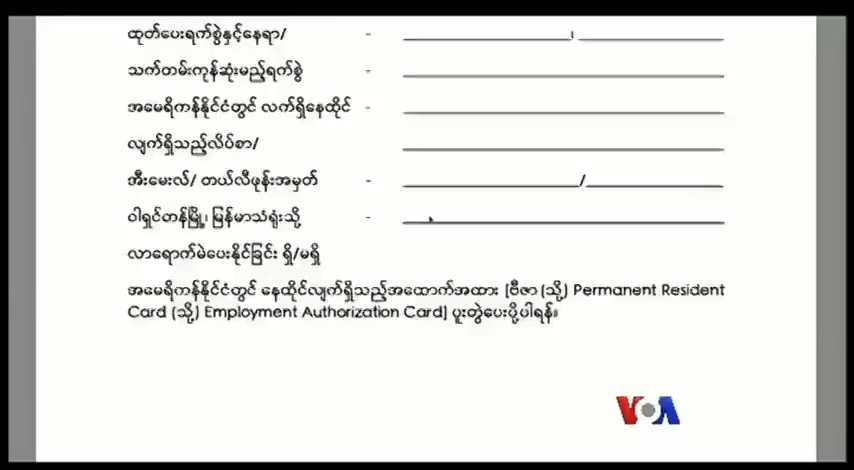 ထုတ်ပေးရက်စွဲနှင့်နေရာ/ - ၊
သက်တမ်းကုန်ဆုံးမည့်ရက်စွဲ -
အမေရိကန်နိုင်ငံတွင် လက်ရှိနေထိုင် -
လျက်ရှိသည့်လိပ်စာ/
အီးမေးလ်/ တယ်လီဖုန်းအမှတ် - /
ဝါရှင်တန်မြို့၊ မြန်မာသံရုံးသို့ -
လာရောက်မဲပေးနိုင်ခြင်း ရှိ/မရှိ
အမေရိကန်နိုင်ငံတွင် နေထိုင်လျက်ရှိသည့်အထောက်အထား [ဗီဇာ (သို့) Permanent Resident
Card (သို့) Employment Authorization Card] ပူးတွဲပေးပို့ပါရန်။
VOA